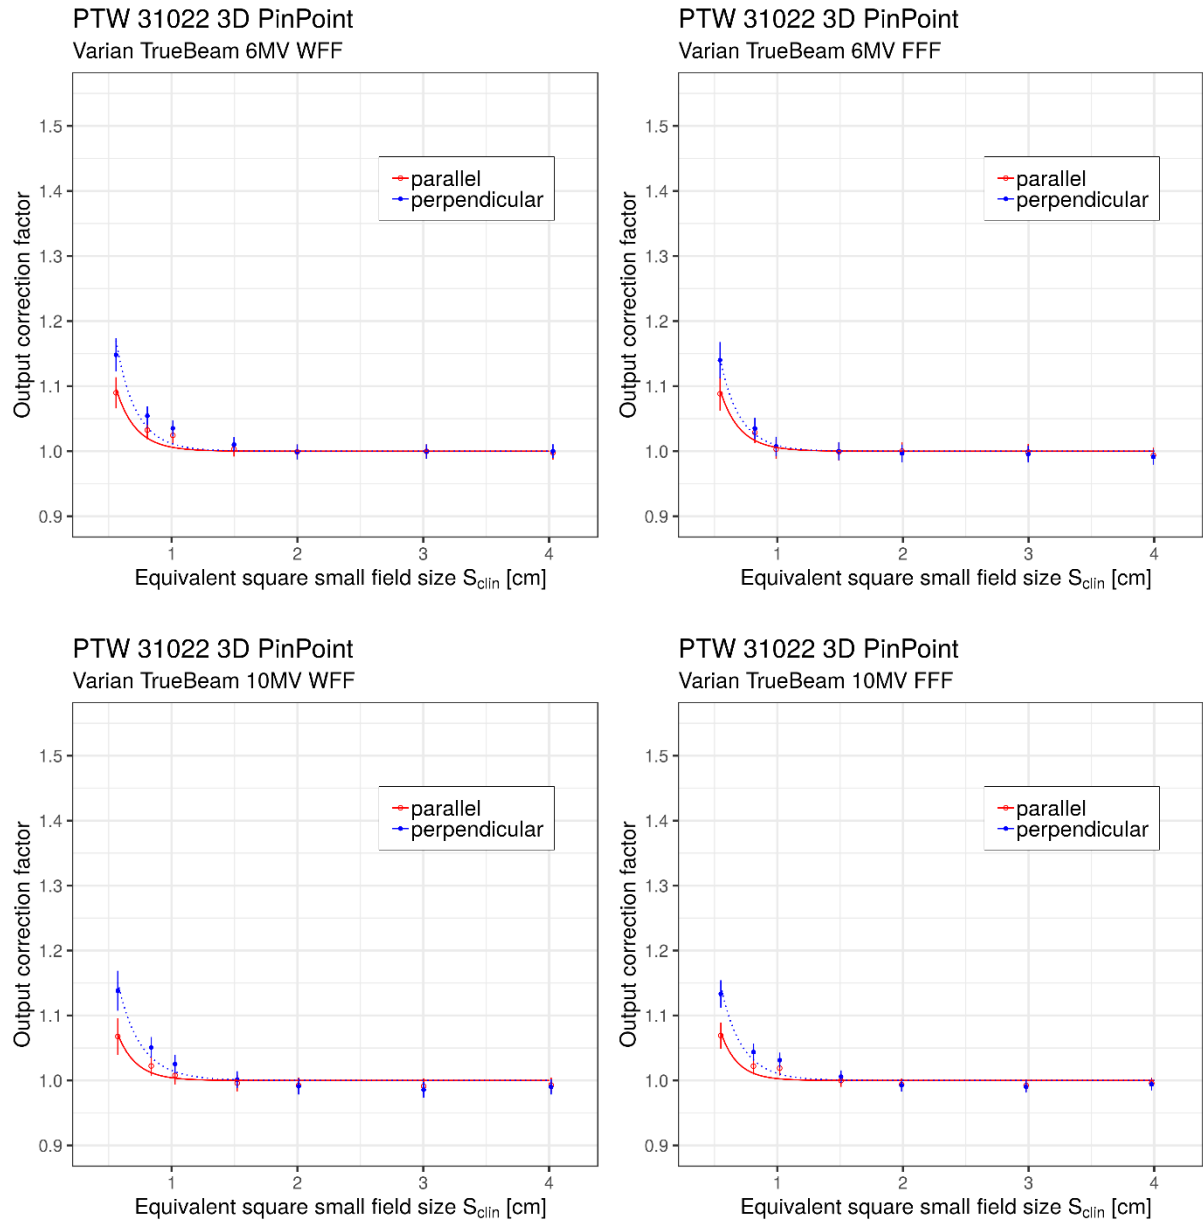 PTW 31022 3D PinPoint
Varian TrueBeam 6MV WFF
Output correction factor
1.5
1.4
1.3
1.2
1.1
1.0
0.9
parallel
perpendicular
1 2 3 4
Equivalent square small field size Sclin [cm]
PTW 31022 3D PinPoint
Varian TrueBeam 6MV FFF
Output correction factor
1.5
1.4
1.3
1.2
1.1
1.0
0.9
parallel
perpendicular
1 2 3 4
Equivalent square small field size Sclin [cm]
PTW 31022 3D PinPoint
Varian TrueBeam 10MV WFF
Output correction factor
1.5
1.4
1.3
1.2
1.1
1.0
0.9
parallel
perpendicular
1 2 3 4
Equivalent square small field size Sclin [cm]
PTW 31022 3D PinPoint
Varian TrueBeam 10MV FFF
Output correction factor
1.5
1.4
1.3
1.2
1.1
1.0
0.9
parallel
perpendicular
1 2 3 4
Equivalent square small field size Sclin [cm]